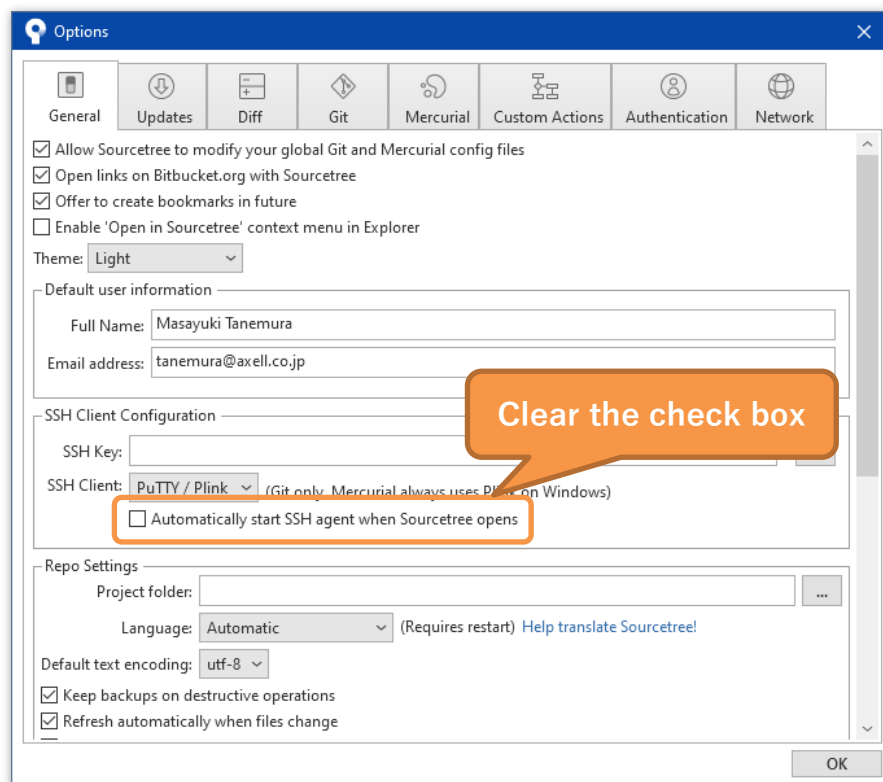 Options
General Updates Diff Git Mercurial Custom Actions Authentication Network
Allow Sourcetree to modify your global Git and Mercurial config files
Open links on Bitbucket.org with Sourcetree
Offer to create bookmarks in future
Enable 'Open in Sourcetree' context menu in Explorer
Theme: Light
Default user information
Full Name: Masayuki Tanemura
Email address: tanemura@axell.co.jp
Clear the check box
SSH Client Configuration
SSH Key:
SSH Client: PuTTY / Plink (Git only, Mercurial always uses Plink on Windows)
Automatically start SSH agent when Sourcetree opens
Repo Settings
Project folder: ...
Language: Automatic (Requires restart) Help translate Sourcetree!
Default text encoding: utf-8
Keep backups on destructive operations
Refresh automatically when files change
OK